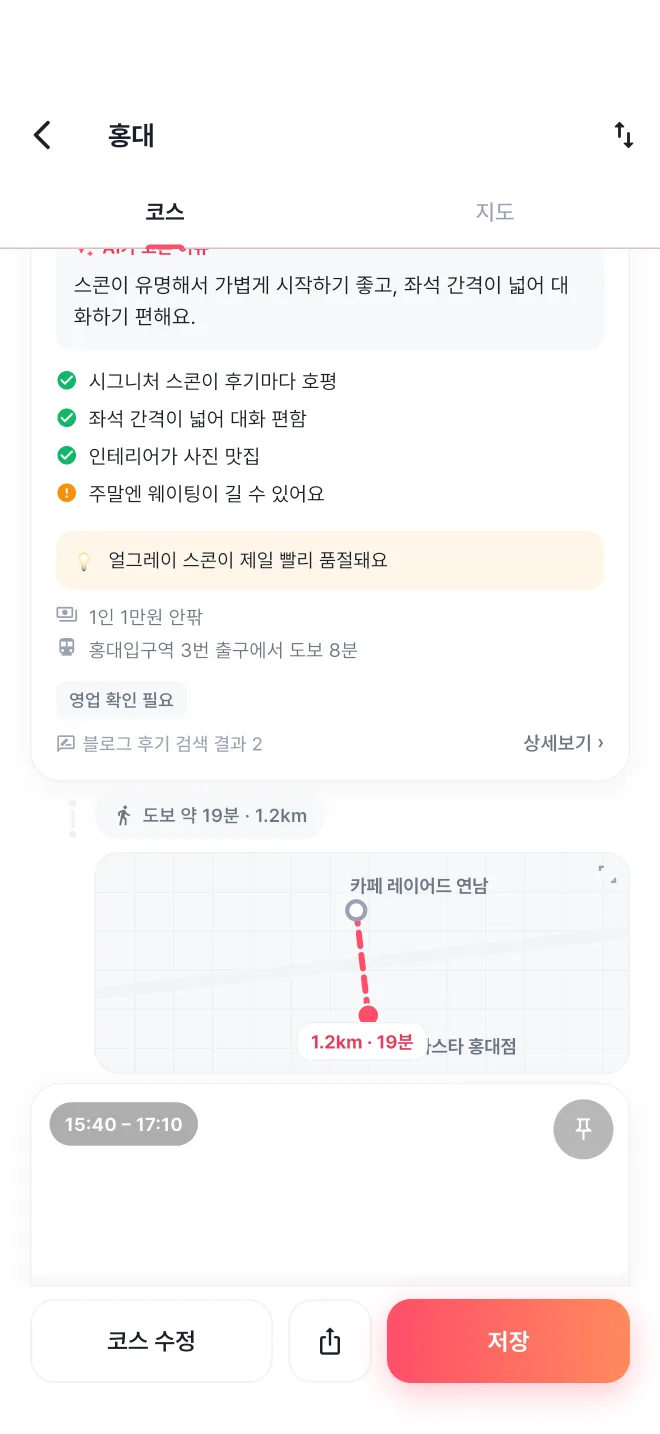 홍대
코스
지도
스콘이 유명해서 가볍게 시작하기 좋고, 좌석 간격이 넓어 대
화하기 편해요.
시그니처 스콘이 후기마다 호평
좌석 간격이 넓어 대화 편함
인테리어가 사진 맛집
주말엔 웨이팅이 길 수 있어요
얼그레이 스콘이 제일 빨리 품절돼요
1인 1만원 안팎
홍대입구역 3번 출구에서 도보 8분
영업 확인 필요
블로그 후기 검색 결과 2
상세보기 ›
도보 약 19분 · 1.2km
카페 레이어드 연남
1.2km · 19분
홍대점
15:40 – 17:10
코스 수정
저장